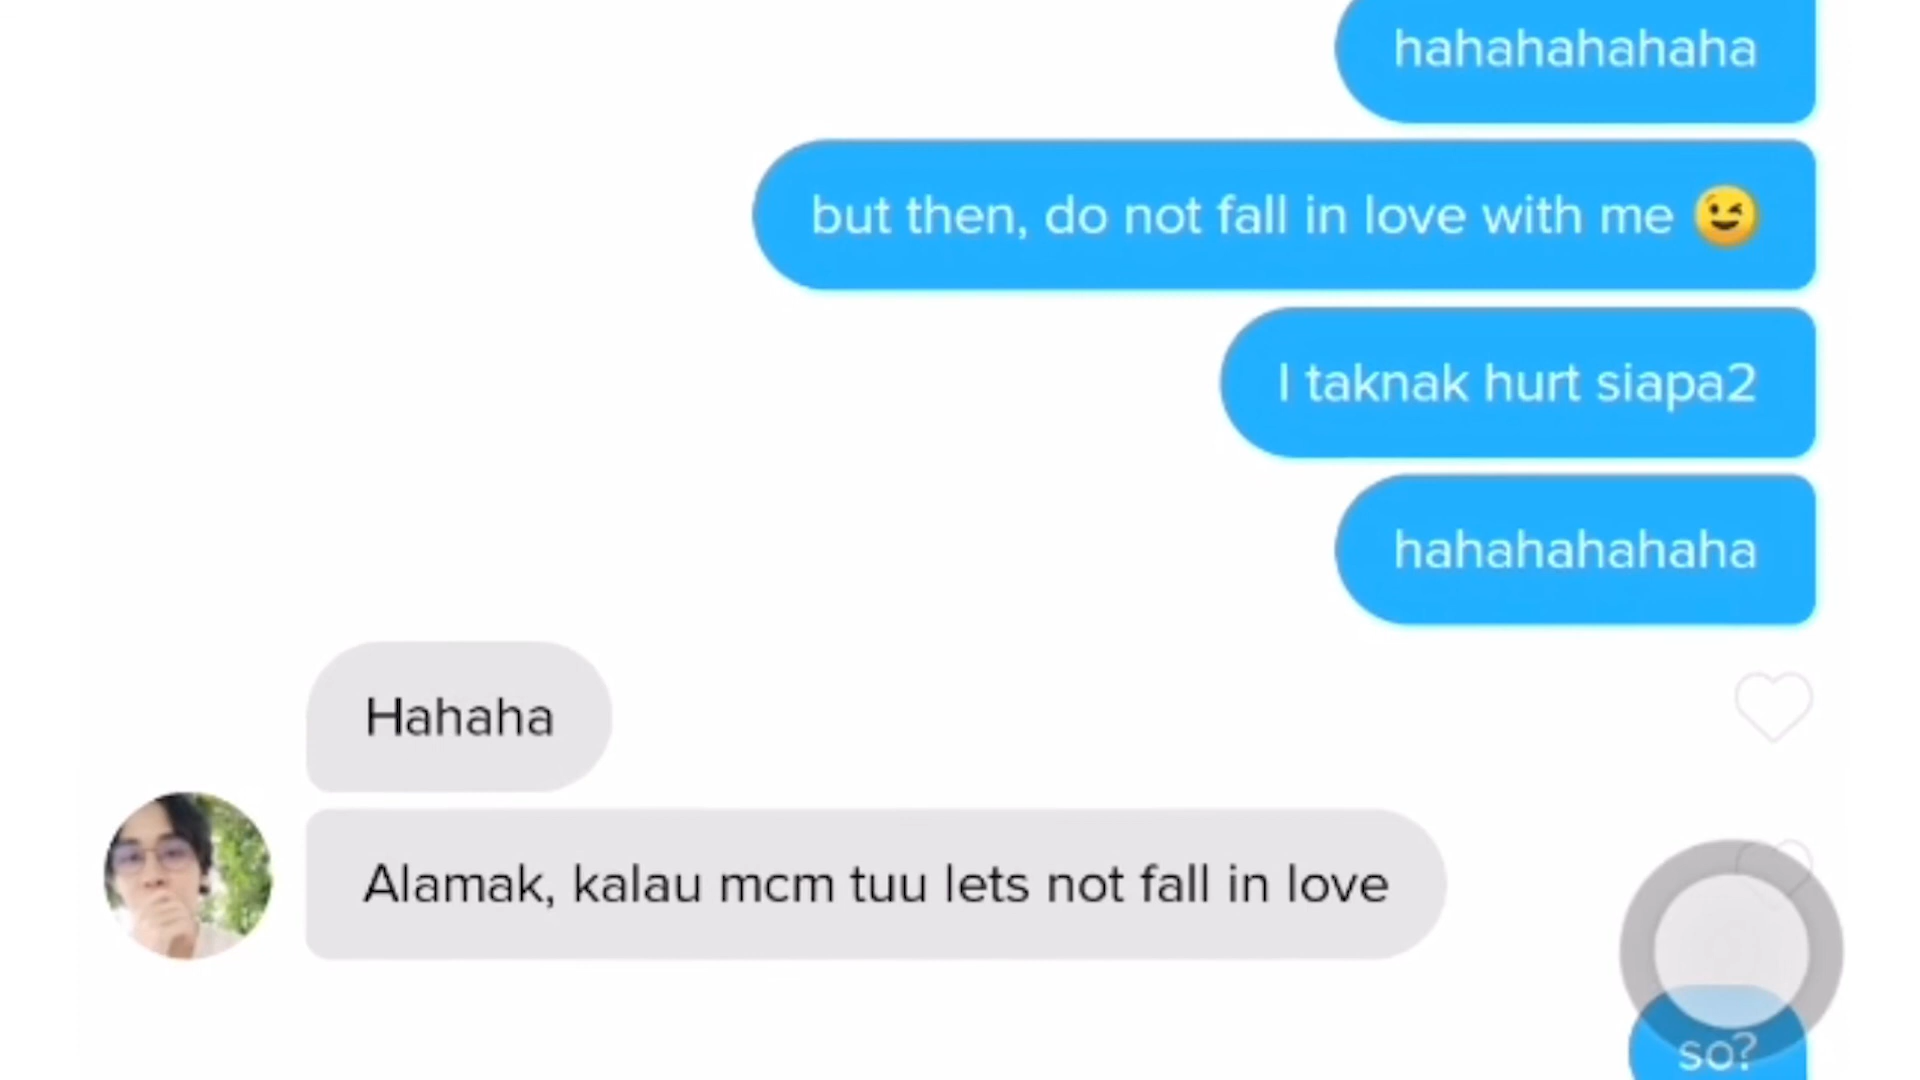 hahahahahaha
but then, do not fall in love with me 😉
I taknak hurt siapa2
hahahahahaha
Hahaha
Alamak, kalau mcm tuu lets not fall in love
so?